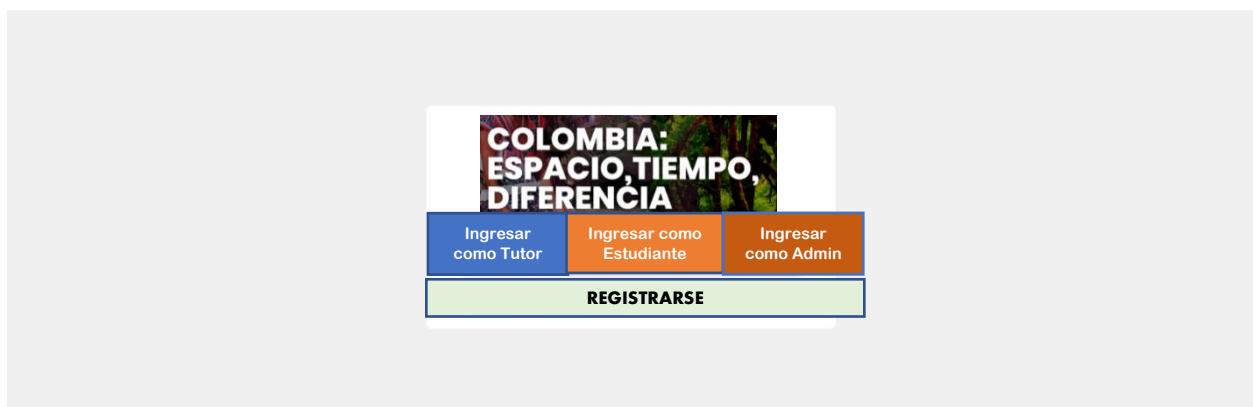 COLOMBIA:
ESPACIO,TIEMPO,
DIFERENCIA
Ingresar
como Tutor
Ingresar como
Estudiante
Ingresar
como Admin
REGISTRARSE